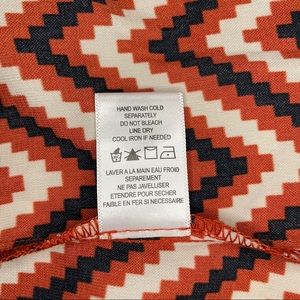 HAND WASH COLD
SEPARATELY
DO NOT BLEACH
LINE DRY
COOL IRON IF NEEDED
LAVER A LA MAIN EAU FROID
SEPAREMENT
NE PAS JAVELLISER
ETENDRE POUR SECHER
FAIBLE EN FER SI NECESSAIRE